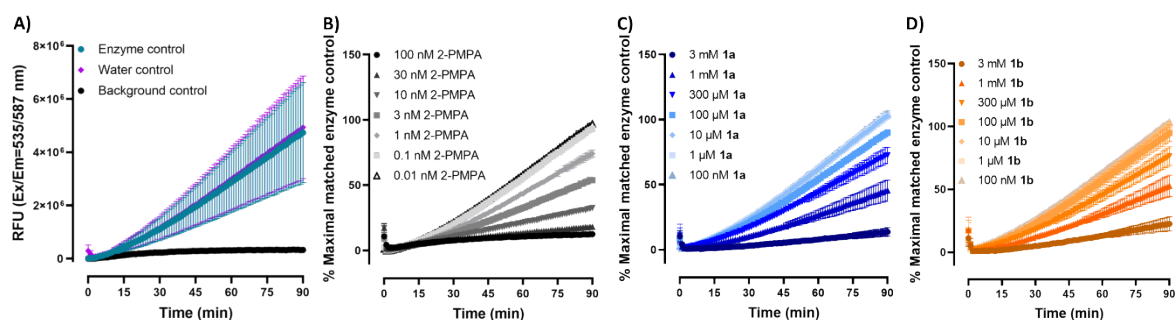 A)
RFU (Ex/Em=535/587 nm)
8×10⁶
6×10⁶
4×10⁶
2×10⁶
0
Enzyme control
Water control
Background control
0 15 30 45 60 75 90
Time (min)
B)
% Maximal matched enzyme control
150
100
50
0
100 nM 2-PMPA
30 nM 2-PMPA
10 nM 2-PMPA
3 nM 2-PMPA
1 nM 2-PMPA
0.1 nM 2-PMPA
0.01 nM 2-PMPA
0 15 30 45 60 75 90
Time (min)
C)
% Maximal matched enzyme control
150
100
50
0
3 mM 1a
1 mM 1a
300 µM 1a
100 µM 1a
10 µM 1a
1 µM 1a
100 nM 1a
0 15 30 45 60 75 90
Time (min)
D)
% Maximal matched enzyme control
150
100
50
0
3 mM 1b
1 mM 1b
300 µM 1b
100 µM 1b
10 µM 1b
1 µM 1b
100 nM 1b
0 15 30 45 60 75 90
Time (min)